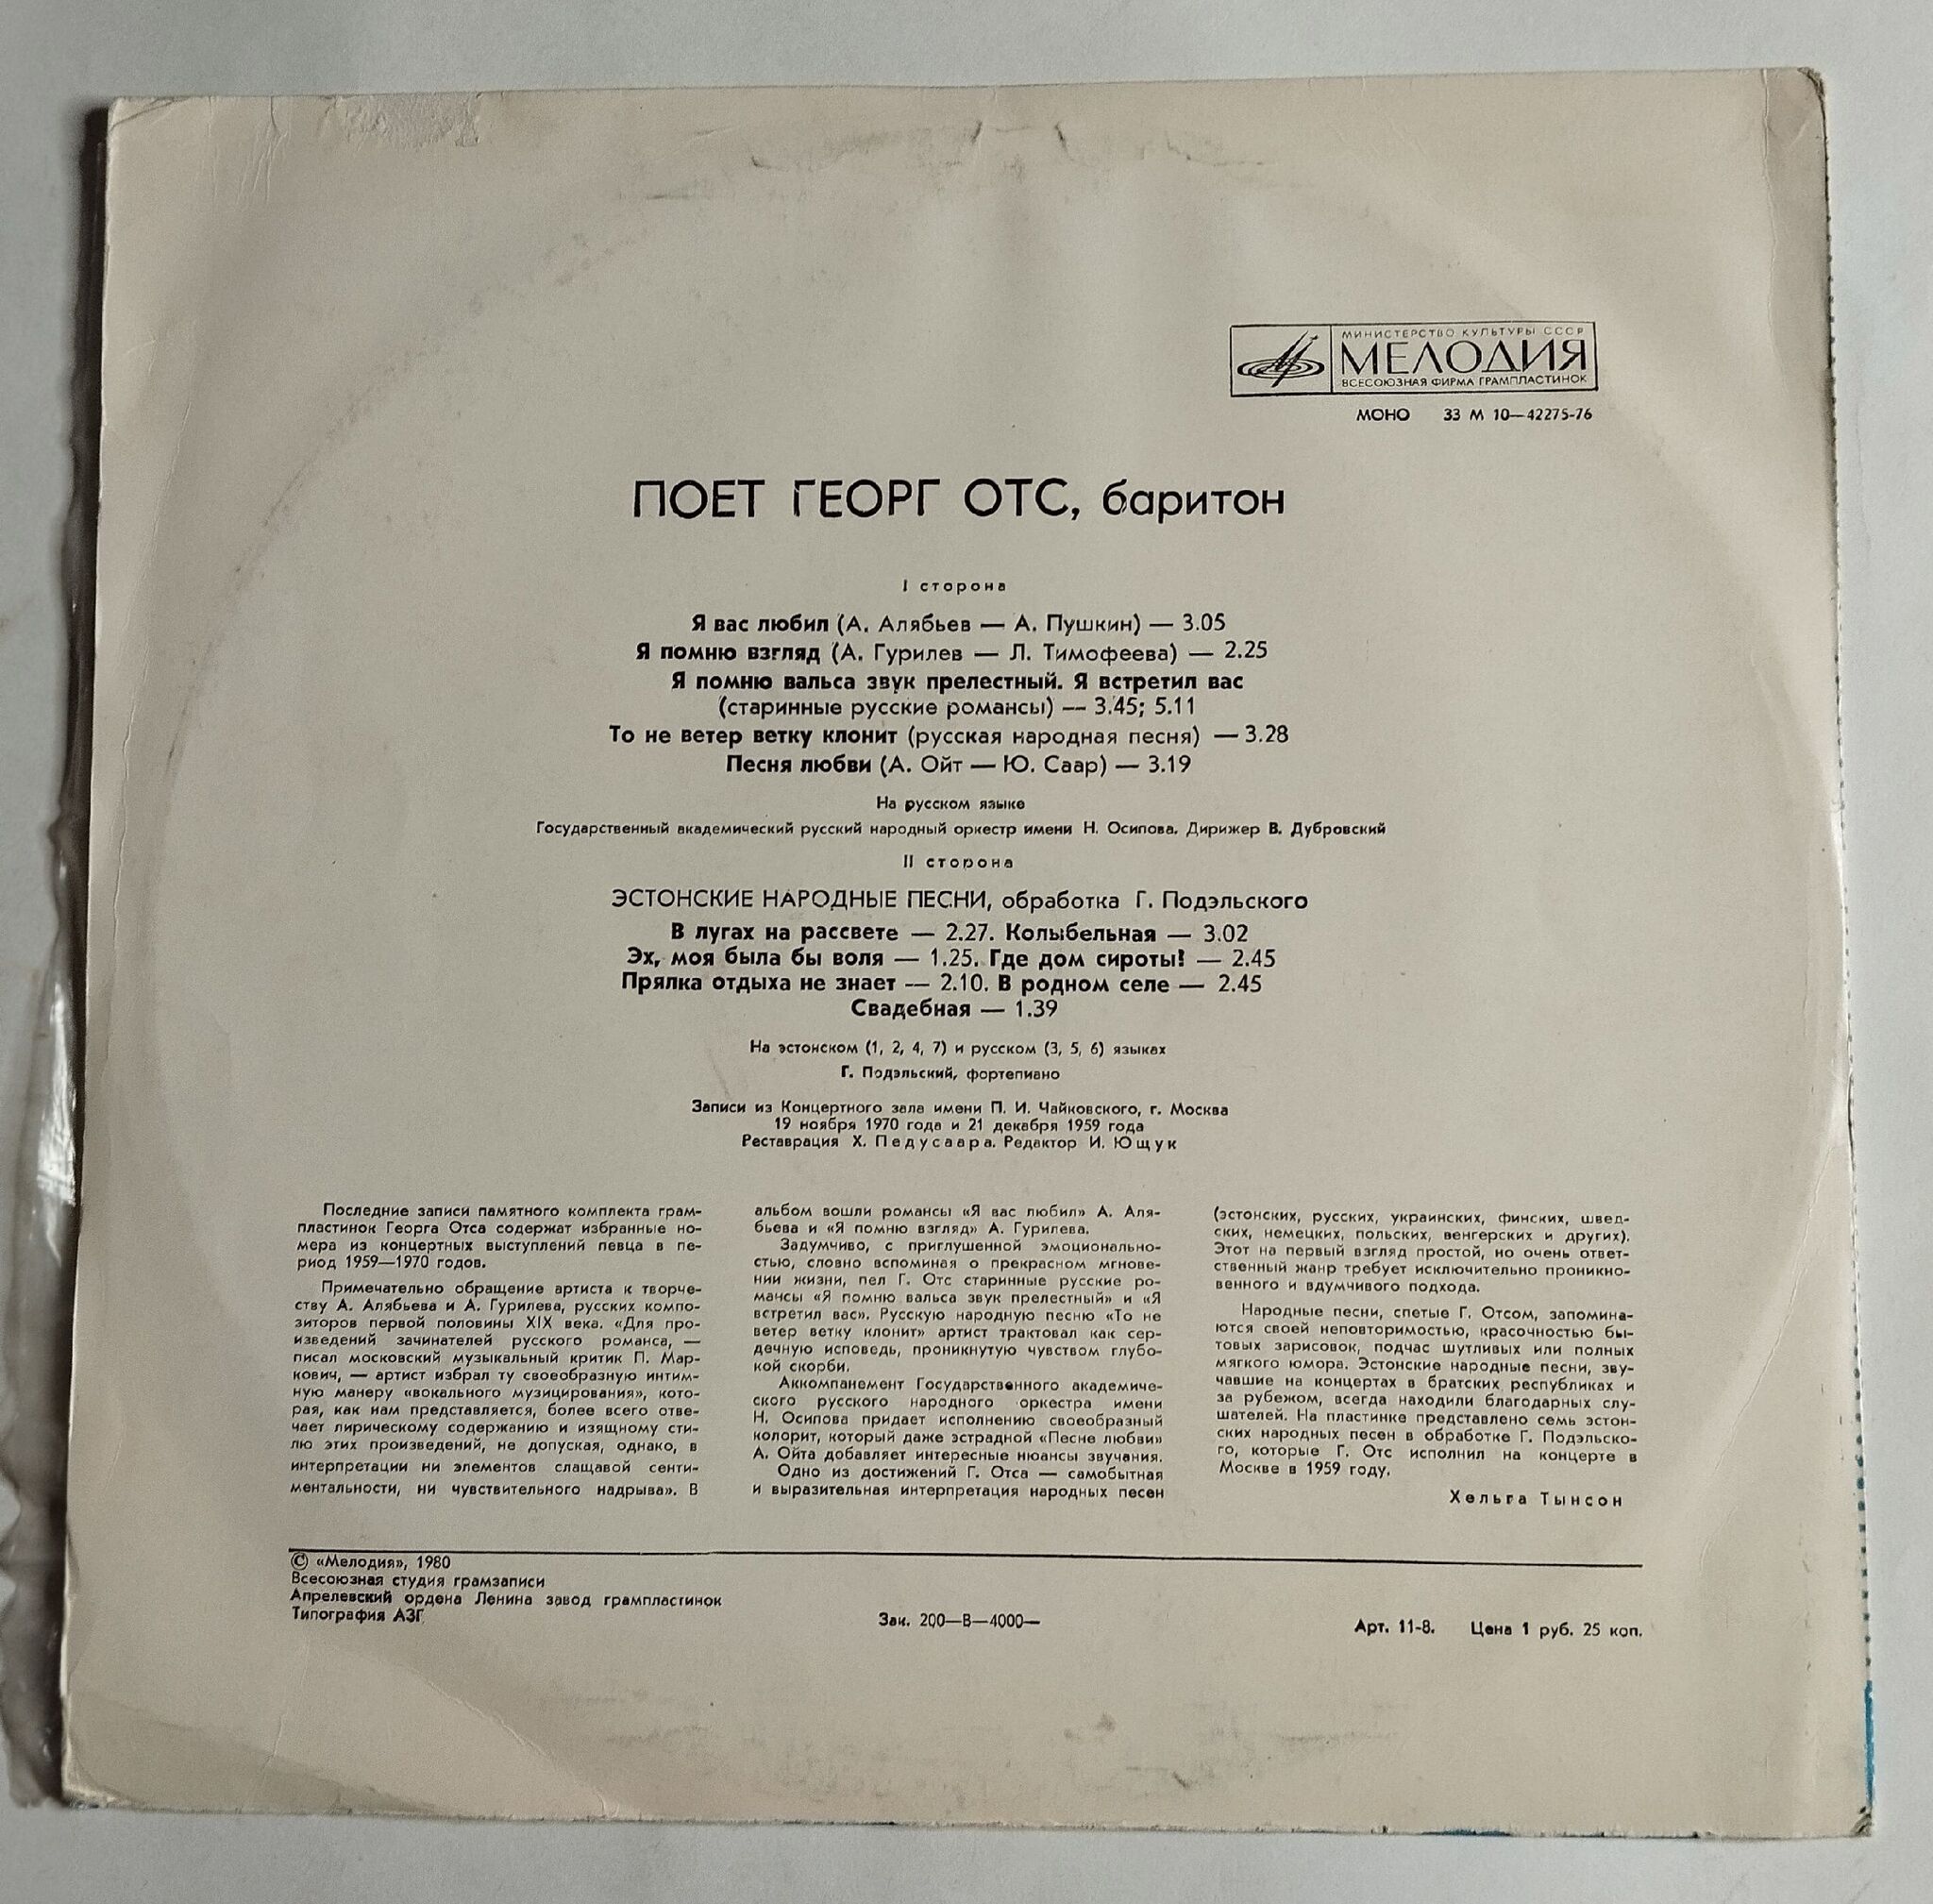 МИНИСТЕРСТВО КУЛЬТУРЫ СССР
МЕЛОДИЯ
ВСЕСОЮЗНАЯ ФИРМА ГРАМПЛАСТИНОК
МОНО 33 М 10—42275-76
ПОЕТ ГЕОРГ ОТС, баритон
I сторона
Я вас любил (А. Алябьев — А. Пушкин) — 3.05
Я помню взгляд (А. Гурилев — Л. Тимофеева) — 2.25
Я помню вальса звук прелестный. Я встретил вас
(старинные русские романсы) — 3.45; 5.11
То не ветер ветку клонит (русская народная песня) — 3.28
Песня любви (А. Ойт — Ю. Саар) — 3.19
На русском языке
Государственный академический русский народный оркестр имени Н. Осипова. Дирижер В. Дубровский
II сторона
ЭСТОНСКИЕ НАРОДНЫЕ ПЕСНИ, обработка Г. Подэльского
В лугах на рассвете — 2.27. Колыбельная — 3.02
Эх, моя была бы воля — 1.25. Где дом сироты! — 2.45
Прялка отдыха не знает — 2.10. В родном селе — 2.45
Свадебная — 1.39
На эстонском (1, 2, 4, 7) и русском (3, 5, 6) языках
Г. Подэльский, фортепиано
Записи из Концертного зала имени П. И. Чайковского, г. Москва
19 ноября 1970 года и 21 декабря 1959 года
Реставрация Х. Педусаара. Редактор И. Ющук
Последние записи памятного комплекта грам-
пластинок Георга Отса содержат избранные но-
мера из концертных выступлений певца в пе-
риод 1959—1970 годов.
Примечательно обращение артиста к творче-
ству А. Алябьева и А. Гурилева, русских компо-
зиторов первой половины XIX века. «Для про-
изведений зачинателей русского романса, —
писал московский музыкальный критик П. Мар-
кович, — артист избрал ту своеобразную интим-
ную манеру «вокального музицирования», кото-
рая, как нам представляется, более всего отве-
чает лирическому содержанию и изящному сти-
лю этих произведений, не допуская, однако, в
интерпретации ни элементов слащавой сенти-
ментальности, ни чувствительного надрыва». В
альбом вошли романсы «Я вас любил» А. Аля-
бьева и «Я помню взгляд» А. Гурилева.
Задумчиво, с приглушенной эмоционально-
стью, словно вспоминая о прекрасном мгнове-
нии жизни, пел Г. Отс старинные русские ро-
мансы «Я помню вальса звук прелестный» и «Я
встретил вас». Русскую народную песню «То не
ветер ветку клонит» артист трактовал как сер-
дечную исповедь, проникнутую чувством глубо-
кой скорби.
Аккомпанемент Государственного академиче-
ского русского народного оркестра имени
Н. Осипова придает исполнению своеобразный
колорит, который даже эстрадной «Песне любви»
А. Ойта добавляет интересные нюансы звучания.
Одно из достижений Г. Отса — самобытная
и выразительная интерпретация народных песен
(эстонских, русских, украинских, финских, швед-
ских, немецких, польских, венгерских и других).
Этот на первый взгляд простой, но очень ответ-
ственный жанр требует исключительно проникно-
венного и вдумчивого подхода.
Народные песни, спетые Г. Отсом, запомина-
ются своей неповторимостью, красочностью бы-
товых зарисовок, подчас шутливых или полных
мягкого юмора. Эстонские народные песни, зву-
чавшие на концертах в братских республиках и
за рубежом, всегда находили благодарных слу-
шателей. На пластинке представлено семь эстон-
ских народных песен в обработке Г. Подэльско-
го, которые Г. Отс исполнил на концерте в
Москве в 1959 году.
Хельга Тынсон
© «Мелодия», 1980
Всесоюзная студия грамзаписи
Апрелевский ордена Ленина завод грампластинок
Типография АЗГ
Зак. 200—В—4000—
Арт. 11-8. Цена 1 руб. 25 коп.